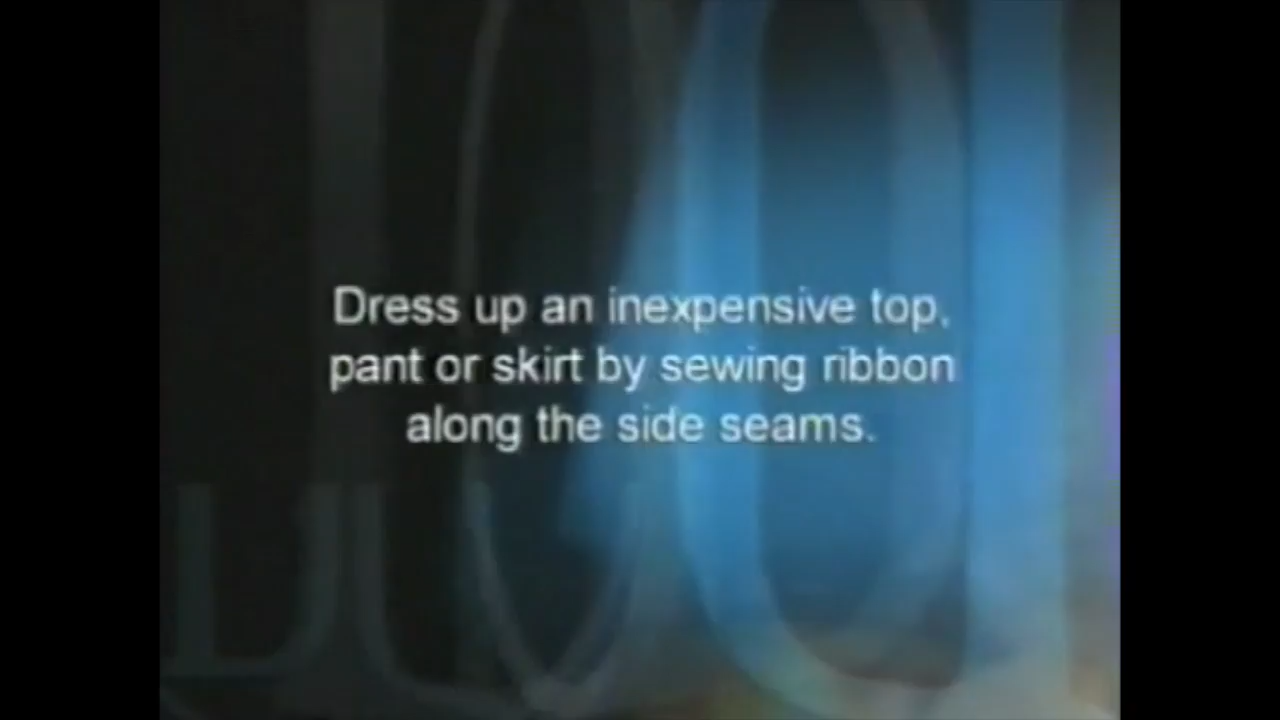 Dress up an inexpensive top,
pant or skirt by sewing ribbon
along the side seams.